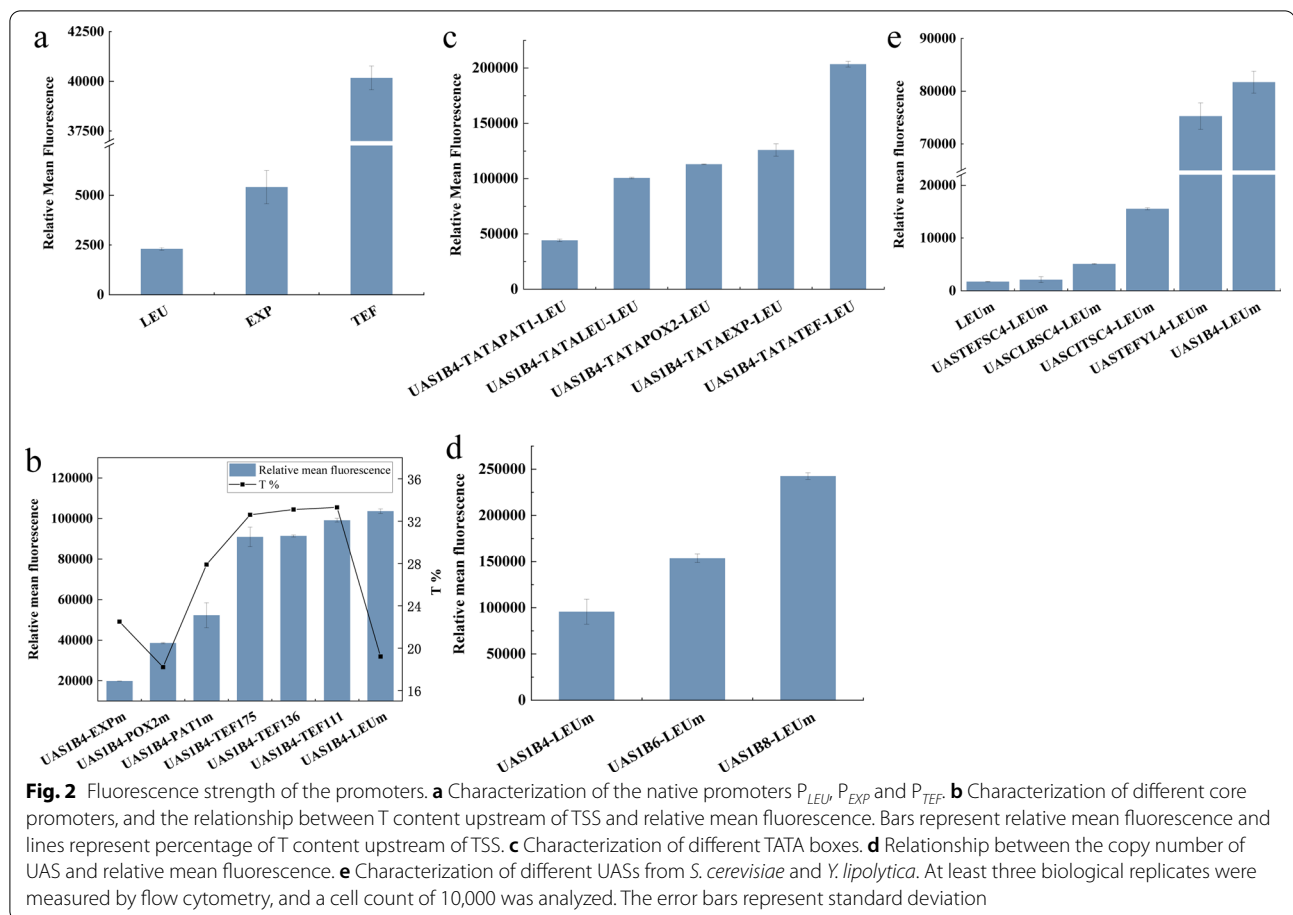 a
Relative Mean Fluorescence
42500
40000
37500
5000
2500
0
LEU
EXP
TEF
c
Relative Mean Fluorescence
200000
150000
100000
50000
0
UAS1B4-TATAPAT1-LEU
UAS1B4-TATALEU-LEU
UAS1B4-TATAPOX2-LEU
UAS1B4-TATAEXP-LEU
UAS1B4-TATATEF-LEU
e
Relative mean fluorescence
90000
80000
70000
20000
10000
0
LEUm
UASTEFSC4-LEUm
UASCLBSC4-LEUm
UASCITSC4-LEUm
UASTEFYL4-LEUm
UAS1B4-LEUm
b
Relative mean fluorescence
120000
100000
80000
60000
40000
20000
Relative mean fluorescence
T %
36
32
28
24
20
16
T %
UAS1B4-EXPm
UAS1B4-POX2m
UAS1B4-PAT1m
UAS1B4-TEF175
UAS1B4-TEF136
UAS1B4-TEF111
UAS1B4-LEUm
d
Relative mean fluorescence
250000
200000
150000
100000
50000
0
UAS1B4-LEUm
UAS1B6-LEUm
UAS1B8-LEUm
Fig. 2 Fluorescence strength of the promoters. a Characterization of the native promoters P_LEU, P_EXP and P_TEF. b Characterization of different core
promoters, and the relationship between T content upstream of TSS and relative mean fluorescence. Bars represent relative mean fluorescence and
lines represent percentage of T content upstream of TSS. c Characterization of different TATA boxes. d Relationship between the copy number of
UAS and relative mean fluorescence. e Characterization of different UASs from S. cerevisiae and Y. lipolytica. At least three biological replicates were
measured by flow cytometry, and a cell count of 10,000 was analyzed. The error bars represent standard deviation